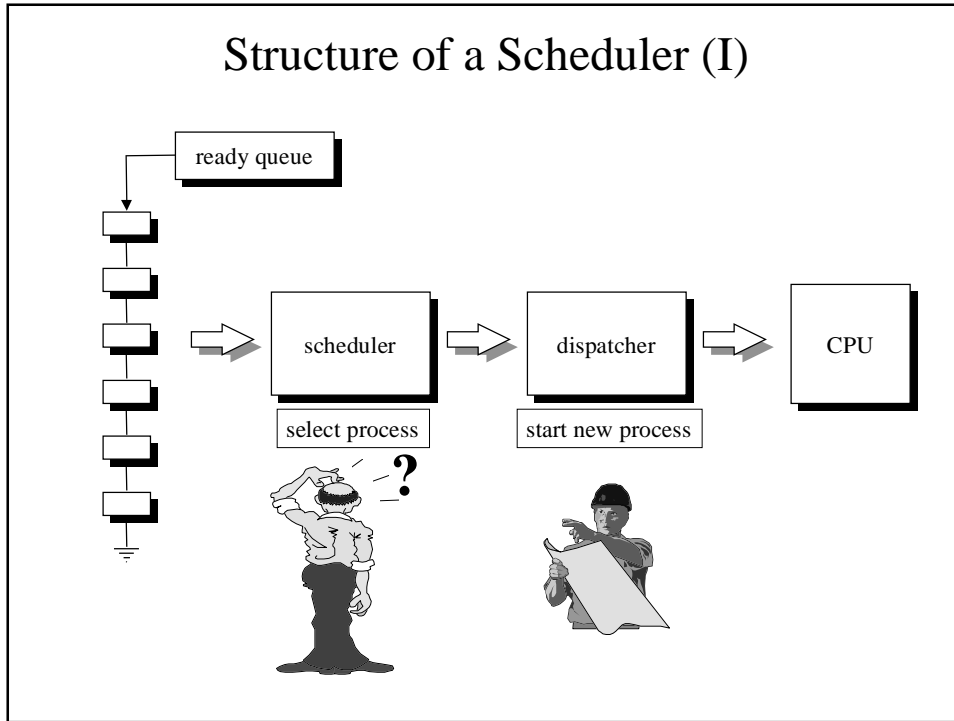 Structure of a Scheduler (I)
ready queue
scheduler
dispatcher
CPU
select process
start new process
?